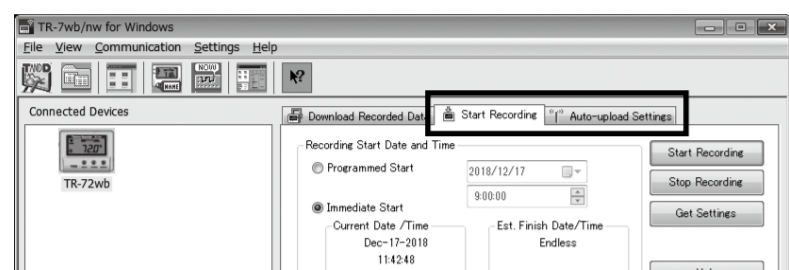 TR-7wb/nw for Windows
File View Communication Settings Help
Connected Devices
TR-72wb
Download Recorded Data Start Recording Auto-upload Settings
Recording Start Date and Time
Programmed Start 2018/12/17
9:00:00
Immediate Start
Current Date /Time Est. Finish Date/Time
Dec-17-2018 Endless
11:42:48
Start Recording
Stop Recording
Get Settings